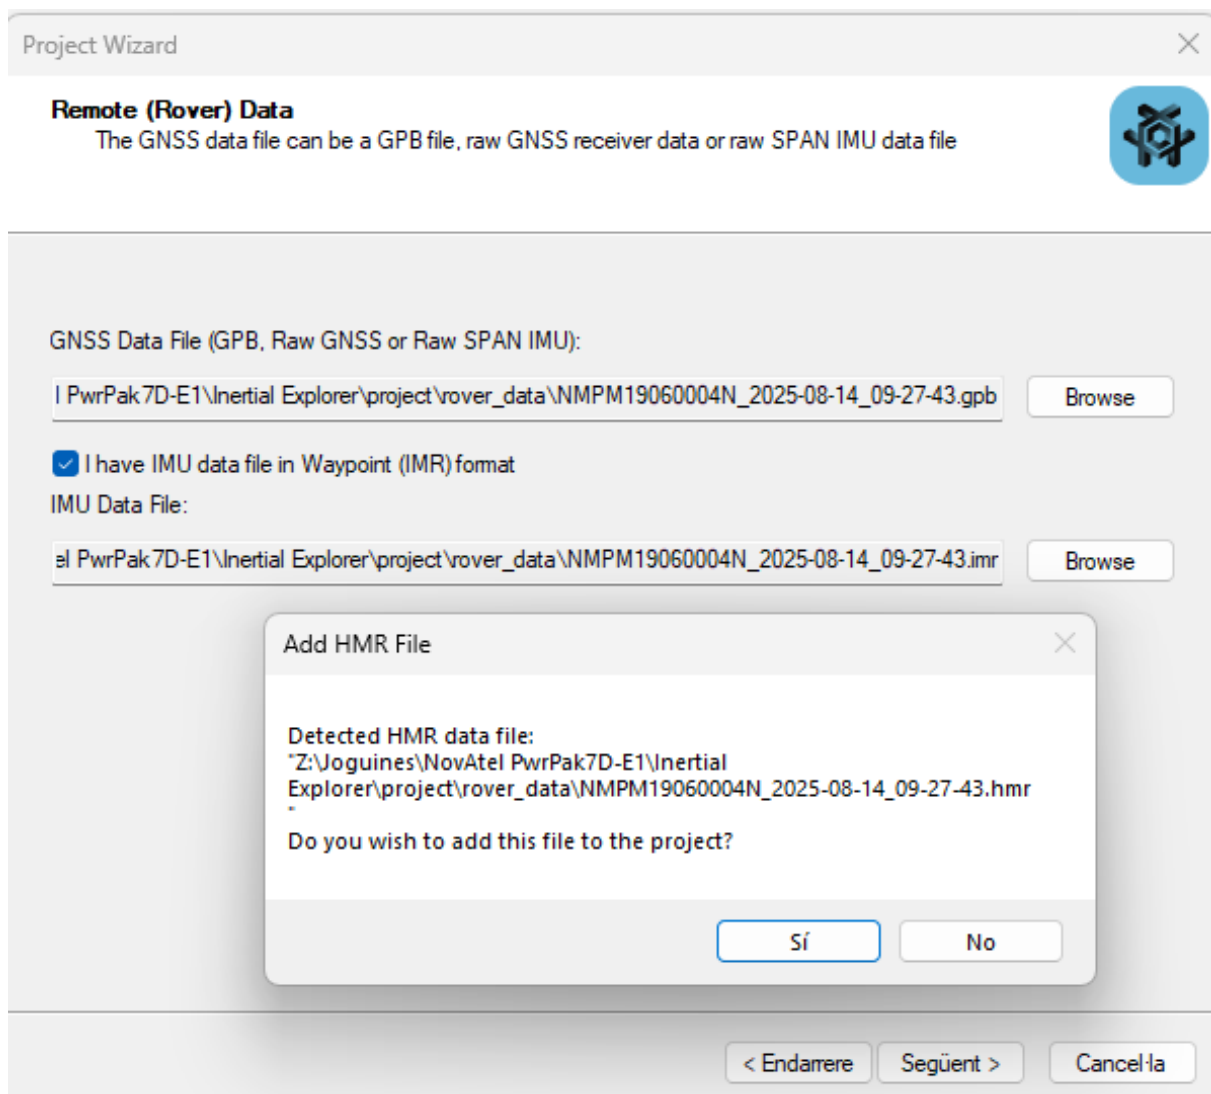 Project Wizard
Remote (Rover) Data
The GNSS data file can be a GPB file, raw GNSS receiver data or raw SPAN IMU data file
GNSS Data File (GPB, Raw GNSS or Raw SPAN IMU):
l PwrPak7D-E1\Inertial Explorer\project\rover_data\NMPM19060004N_2025-08-14_09-27-43.gpb
Browse
I have IMU data file in Waypoint (IMR) format
IMU Data File:
el PwrPak7D-E1\Inertial Explorer\project\rover_data\NMPM19060004N_2025-08-14_09-27-43.imr
Browse
Add HMR File
Detected HMR data file:
"Z:\Joguines\NovAtel PwrPak7D-E1\Inertial
Explorer\project\rover_data\NMPM19060004N_2025-08-14_09-27-43.hmr
"
Do you wish to add this file to the project?
Sí
No
< Endarrere
Següent >
Cancel·la